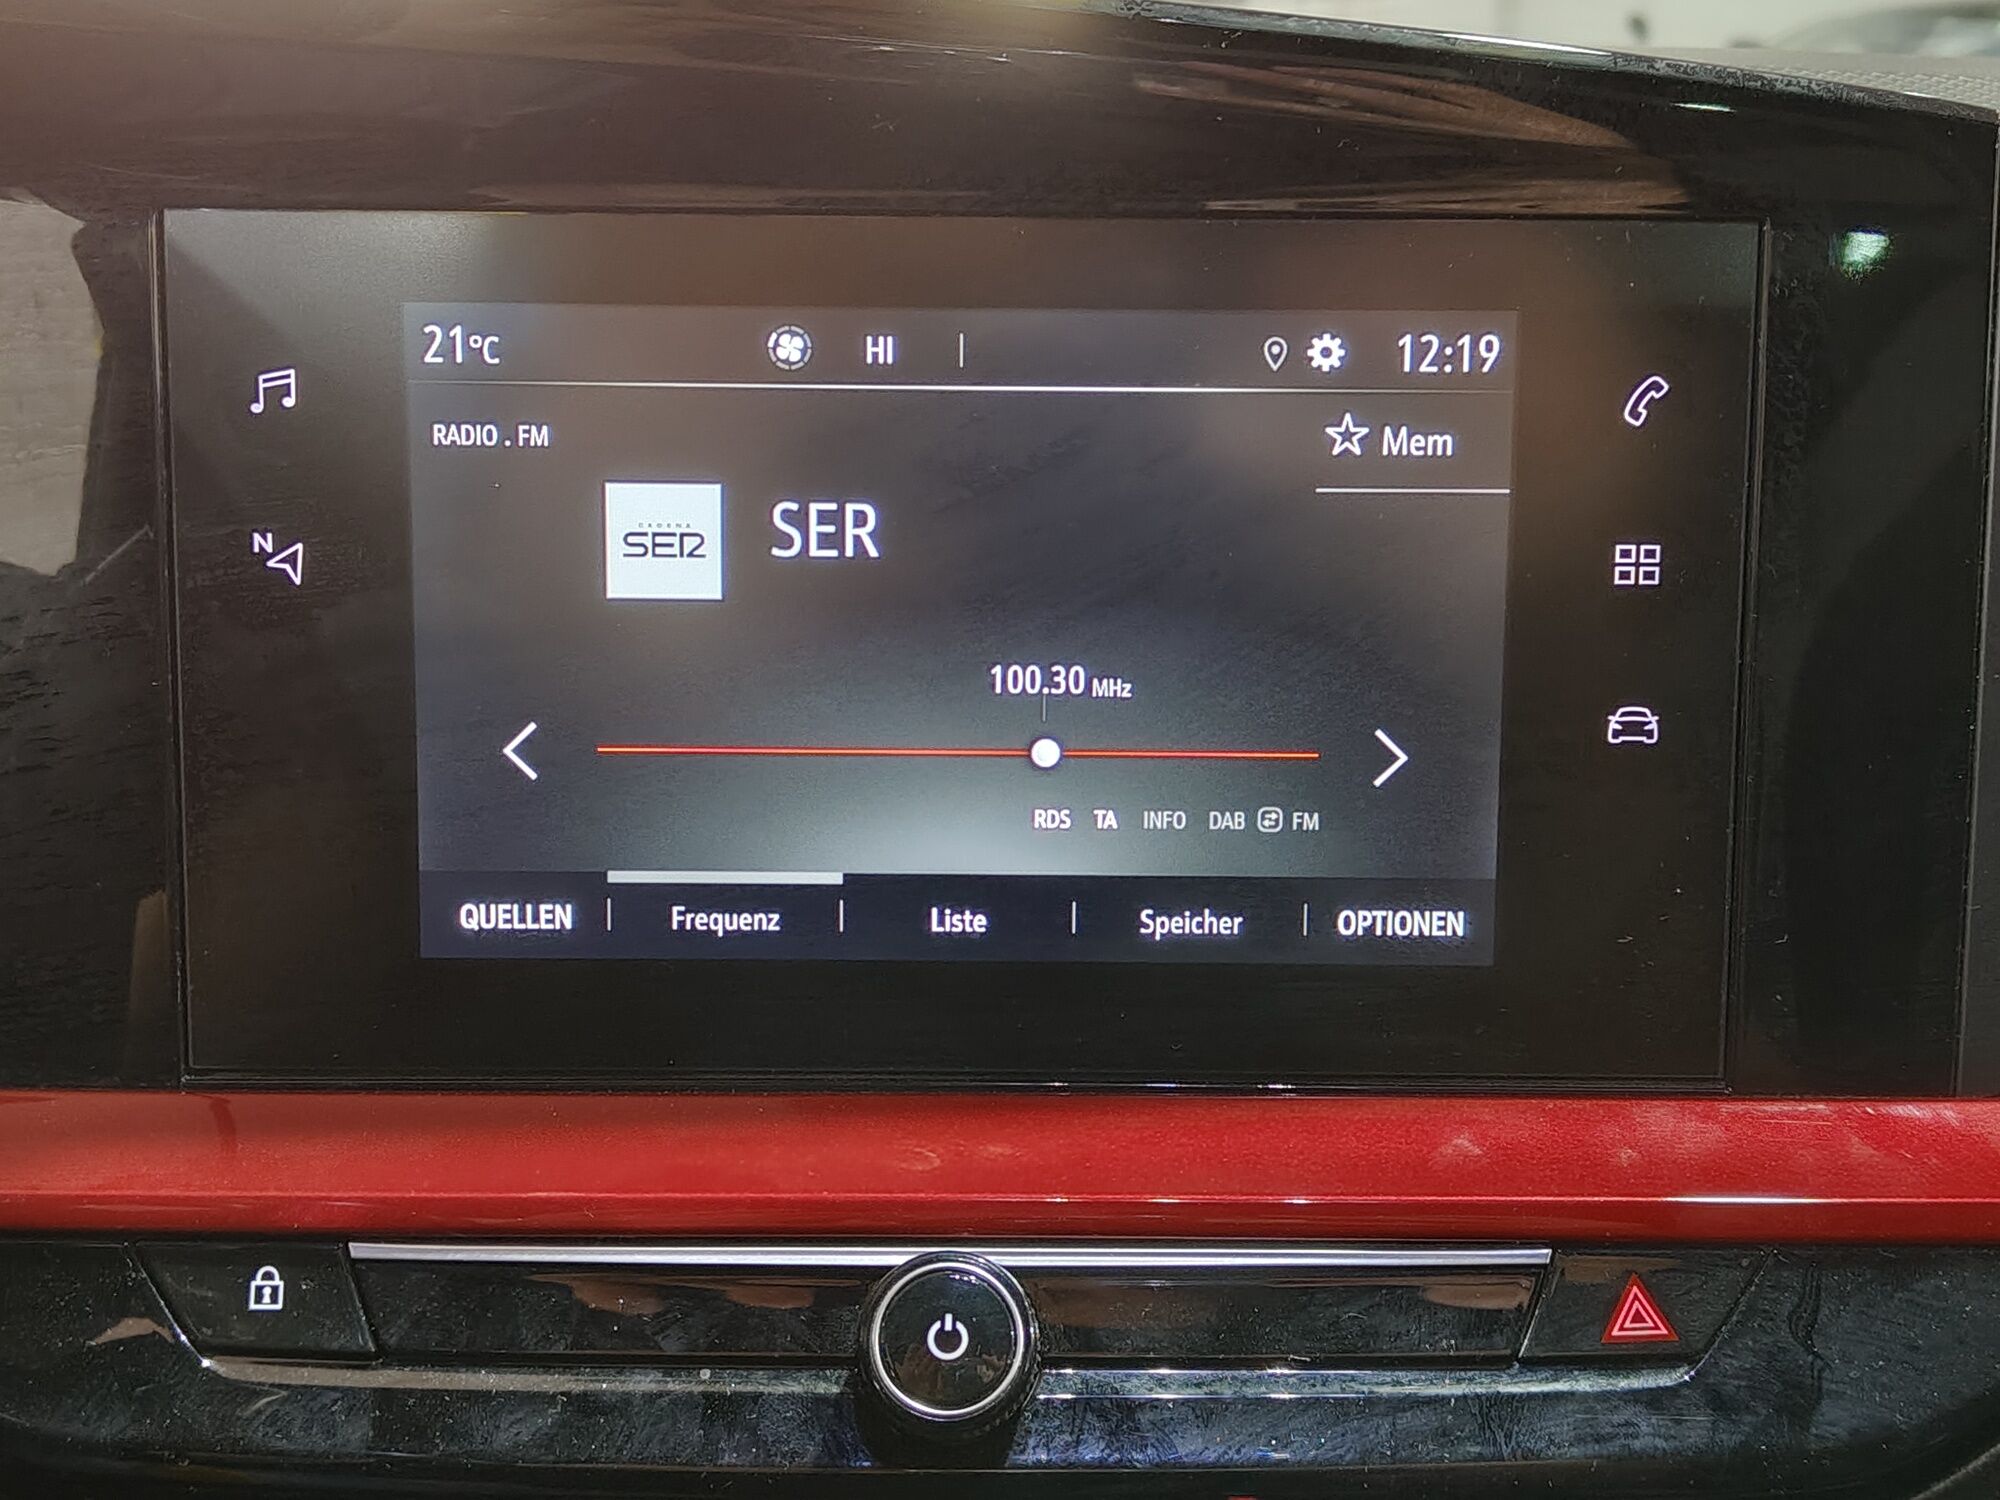 21°C HI 12:19
RADIO . FM
Mem
CADENA
SER
SER
N
100.30 MHz
RDS TA INFO DAB FM
QUELLEN | Frequenz | Liste | Speicher | OPTIONEN